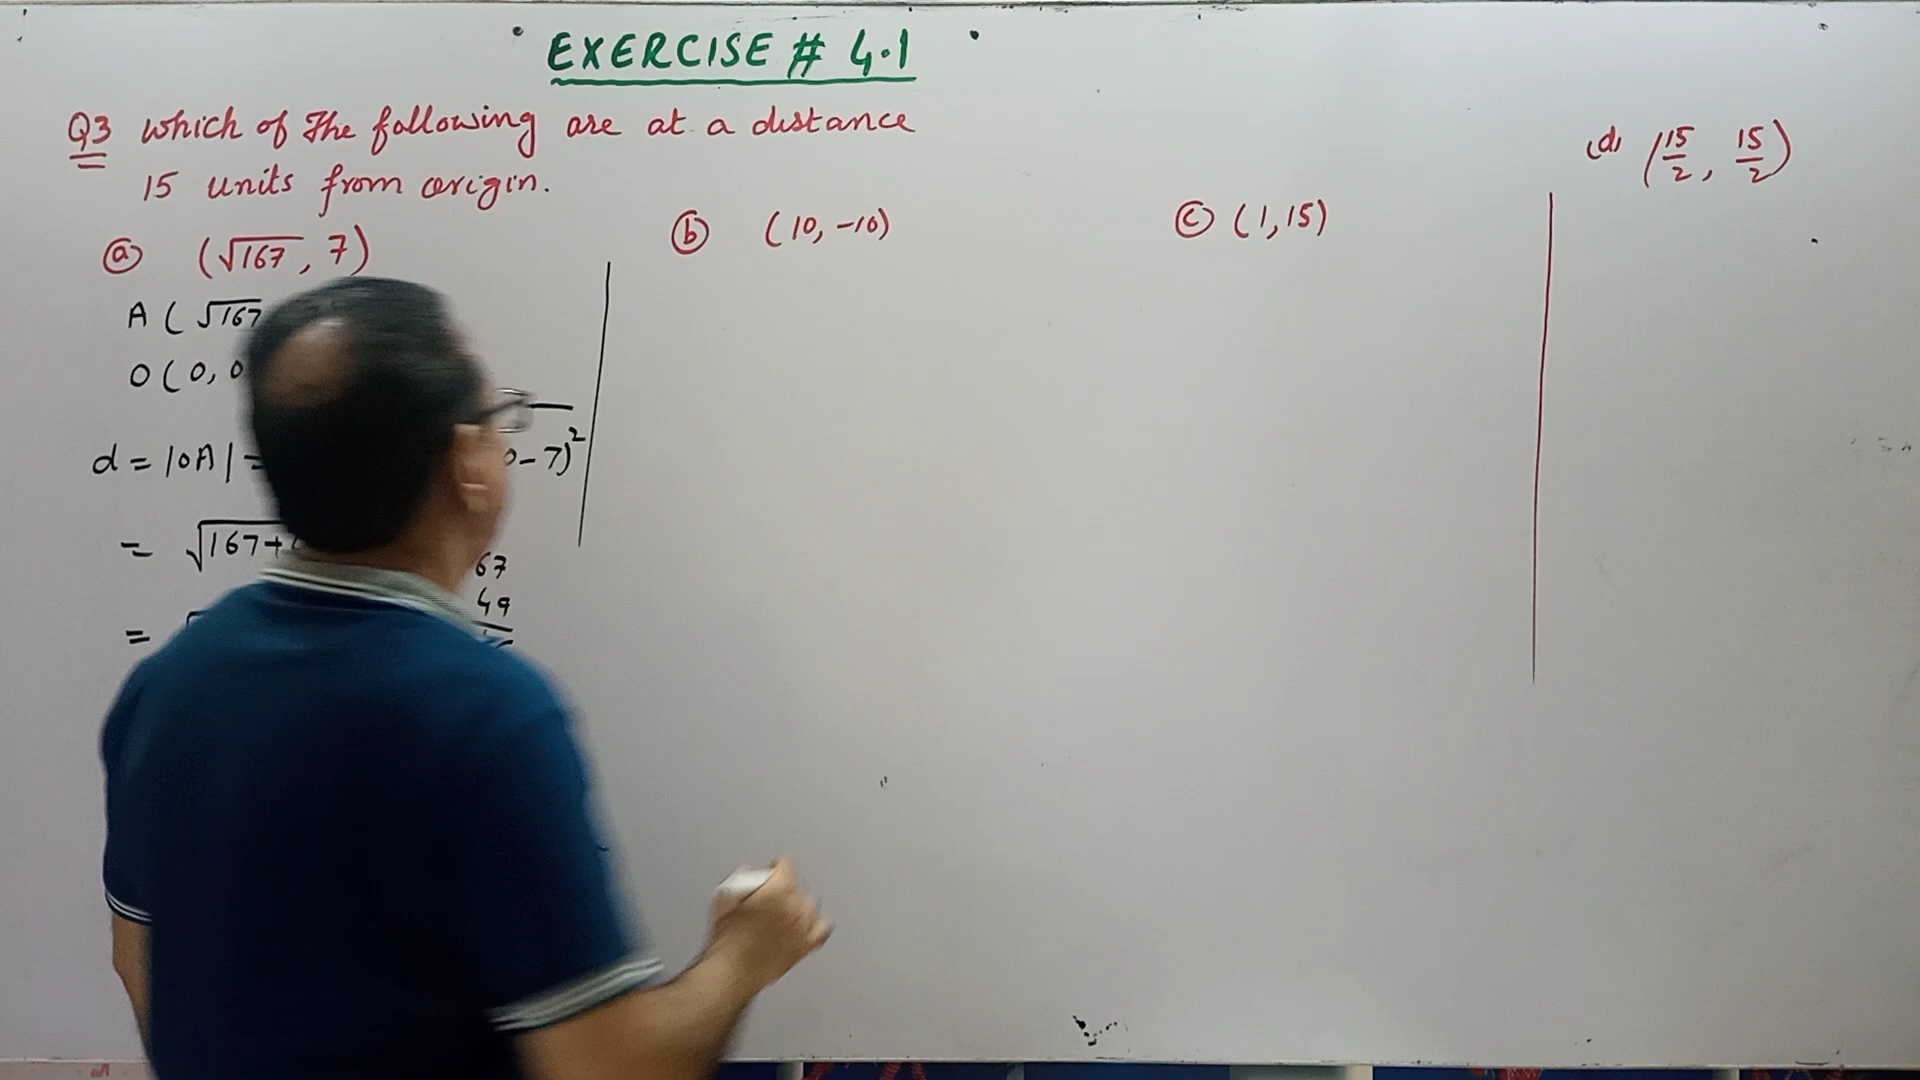 EXERCISE # 4.1
Q3 which of The following are at a distance
15 units from origin.
(a) (√167, 7)
A ( √167
O ( 0, 0
d = |OA| = 0-7)²
= √167+
67
49
=
(b) (10, -10)
(c) (1, 15)
(d) (15/2, 15/2)